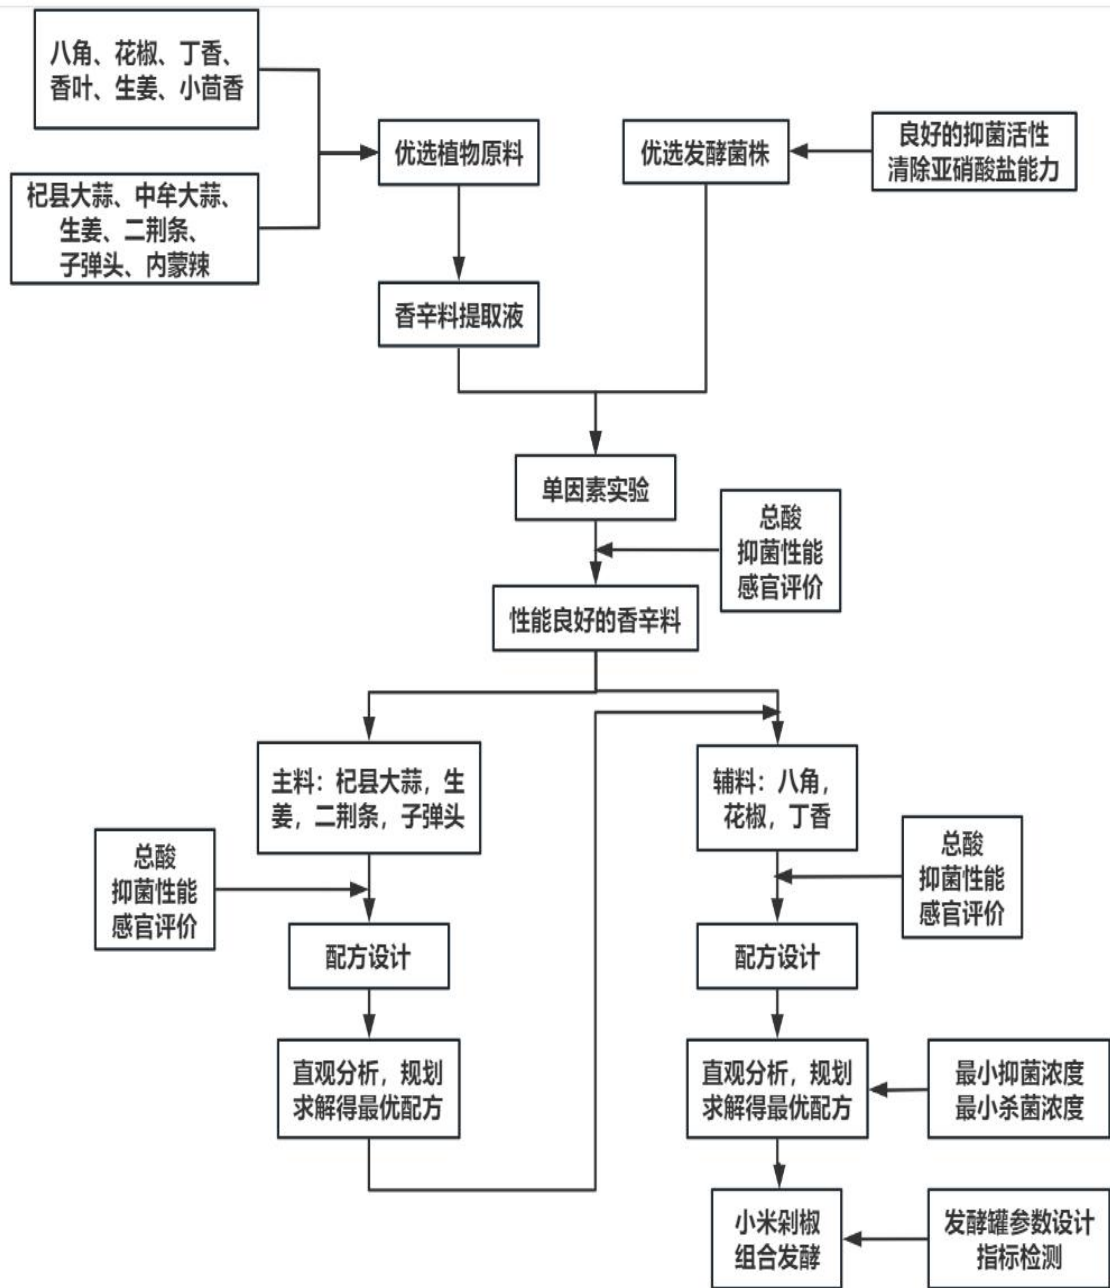 八角、花椒、丁香、
香叶、生姜、小茴香
优选植物原料
优选发酵菌株
良好的抑菌活性
清除亚硝酸盐能力
杞县大蒜、中牟大蒜、
生姜、二荆条、
子弹头、内蒙辣
香辛料提取液
单因素实验
总酸
抑菌性能
感官评价
性能良好的香辛料
主料：杞县大蒜，生
姜，二荆条，子弹头
辅料：八角，
花椒，丁香
总酸
抑菌性能
感官评价
总酸
抑菌性能
感官评价
配方设计
配方设计
直观分析，规划
求解得最优配方
直观分析，规划
求解得最优配方
最小抑菌浓度
最小杀菌浓度
小米剁椒
组合发酵
发酵罐参数设计
指标检测